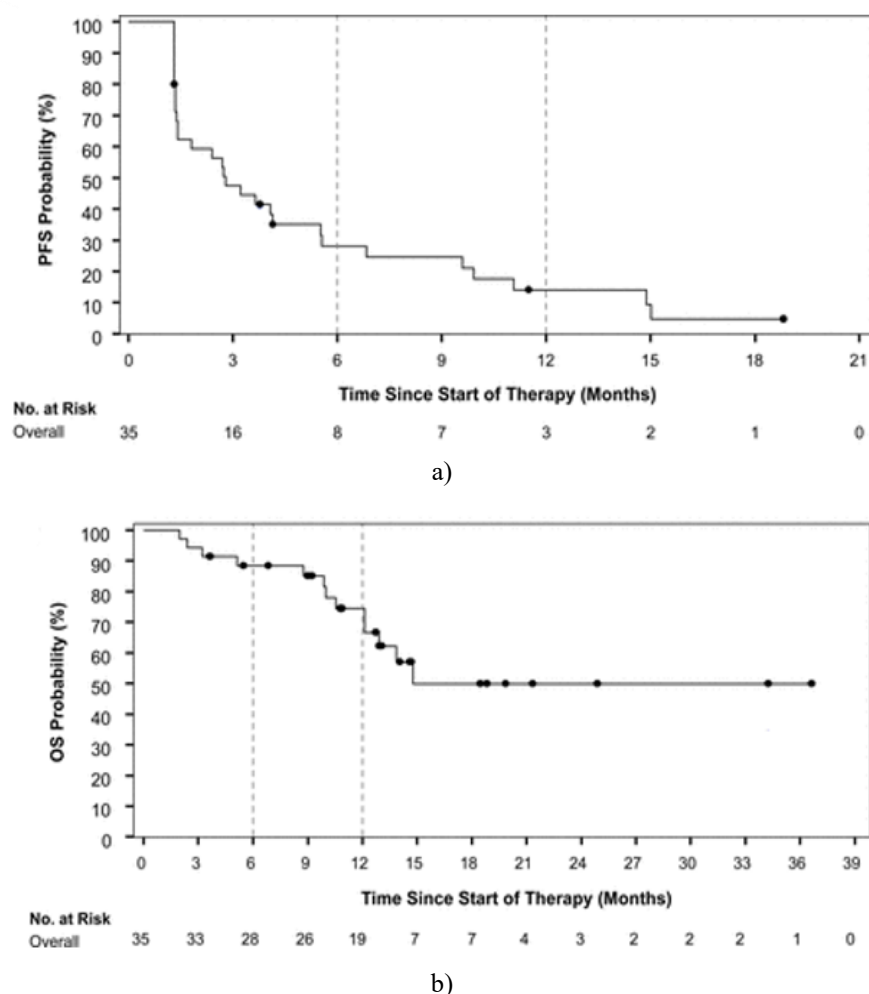 PFS Probability (%)
100
90
80
70
60
50
40
30
20
10
0
0 3 6 9 12 15 18 21
Time Since Start of Therapy (Months)
No. at Risk
Overall 35 16 8 7 3 2 1 0
a)
OS Probability (%)
100
90
80
70
60
50
40
30
20
10
0
0 3 6 9 12 15 18 21 24 27 30 33 36 39
Time Since Start of Therapy (Months)
No. at Risk
Overall 35 33 28 26 19 7 7 4 3 2 2 2 1 0
b)